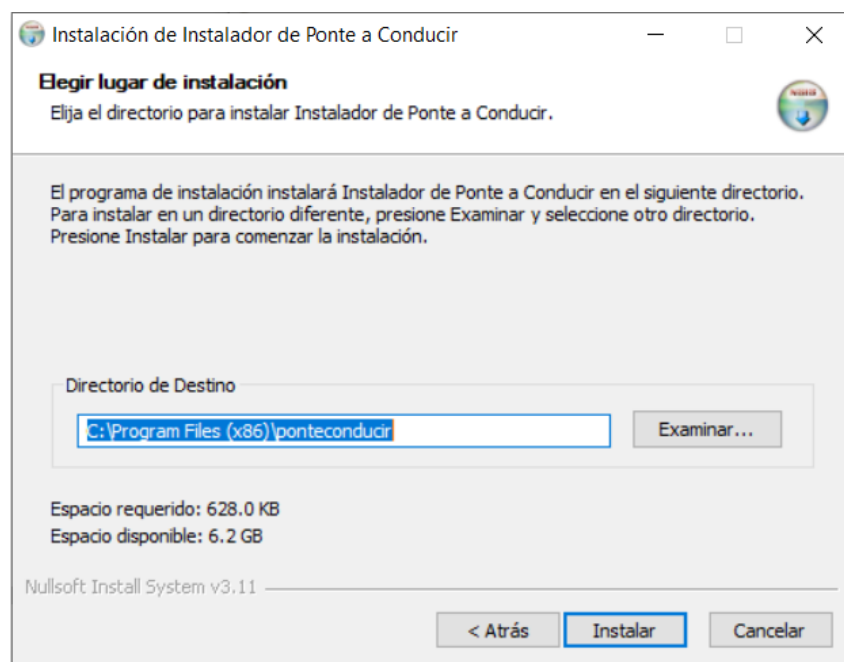 Instalación de Instalador de Ponte a Conducir
Elegir lugar de instalación
Elija el directorio para instalar Instalador de Ponte a Conducir.
El programa de instalación instalará Instalador de Ponte a Conducir en el siguiente directorio.
Para instalar en un directorio diferente, presione Examinar y seleccione otro directorio.
Presione Instalar para comenzar la instalación.
Directorio de Destino
C:\Program Files (x86)\ponteconducir
Examinar...
Espacio requerido: 628.0 KB
Espacio disponible: 6.2 GB
Nullsoft Install System v3.11
< Atrás
Instalar
Cancelar